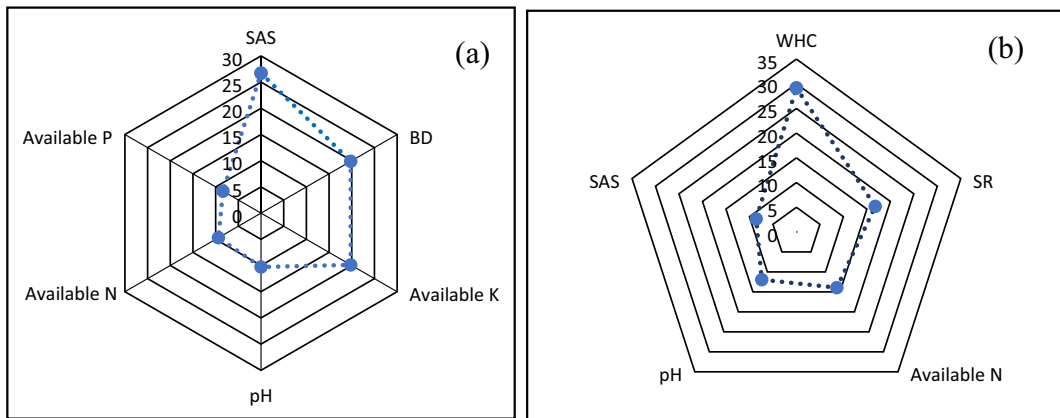 (a)
SAS
30
25
20
15
10
5
0
Available P
BD
Available N
Available K
pH
(b)
WHC
35
30
25
20
15
10
5
0
SAS
SR
pH
Available N